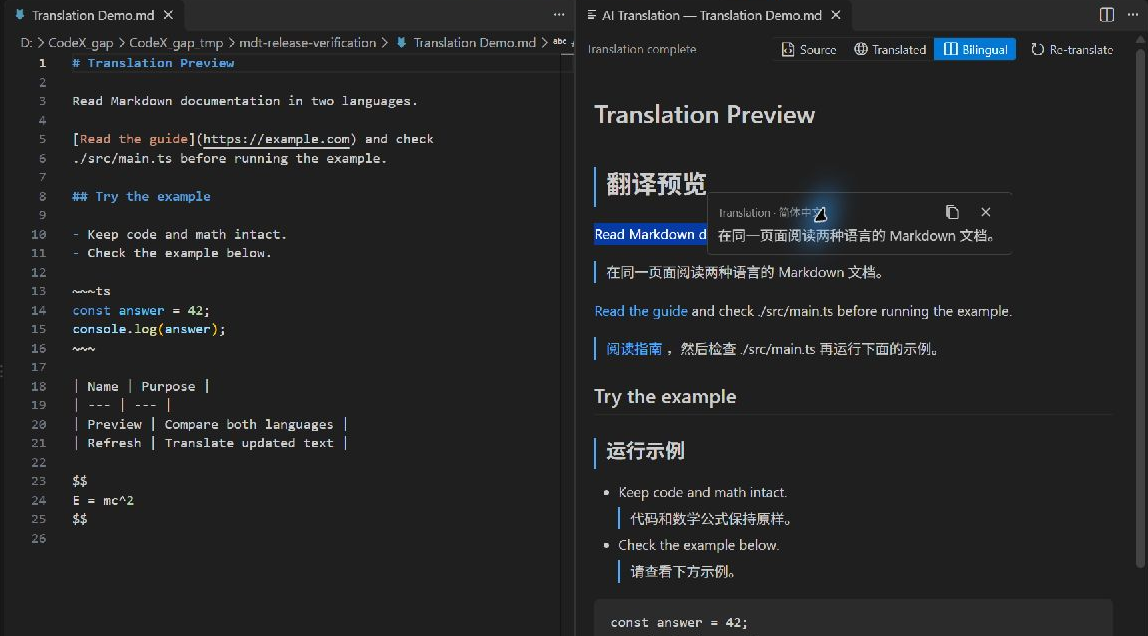 Translation Demo.md
D: > CodeX_gap > CodeX_gap_tmp > mdt-release-verification > Translation Demo.md > abc
1 # Translation Preview
2
3 Read Markdown documentation in two languages.
4
5 [Read the guide](https://example.com) and check
6 ./src/main.ts before running the example.
7
8 ## Try the example
9
10 - Keep code and math intact.
11 - Check the example below.
12
13 ~~~ts
14 const answer = 42;
15 console.log(answer);
16 ~~~
17
18 | Name | Purpose |
19 | --- | --- |
20 | Preview | Compare both languages |
21 | Refresh | Translate updated text |
22
23 $$
24 E = mc^2
25 $$
26
AI Translation — Translation Demo.md
Translation complete
Source Translated Bilingual Re-translate
Translation Preview
翻译预览
Translation · 简体中文
在同一页面阅读两种语言的 Markdown 文档。
Read Markdown d
在同一页面阅读两种语言的 Markdown 文档。
Read the guide and check ./src/main.ts before running the example.
阅读指南 ，然后检查 ./src/main.ts 再运行下面的示例。
Try the example
运行示例
• Keep code and math intact.
代码和数学公式保持原样。
• Check the example below.
请查看下方示例。
const answer = 42;